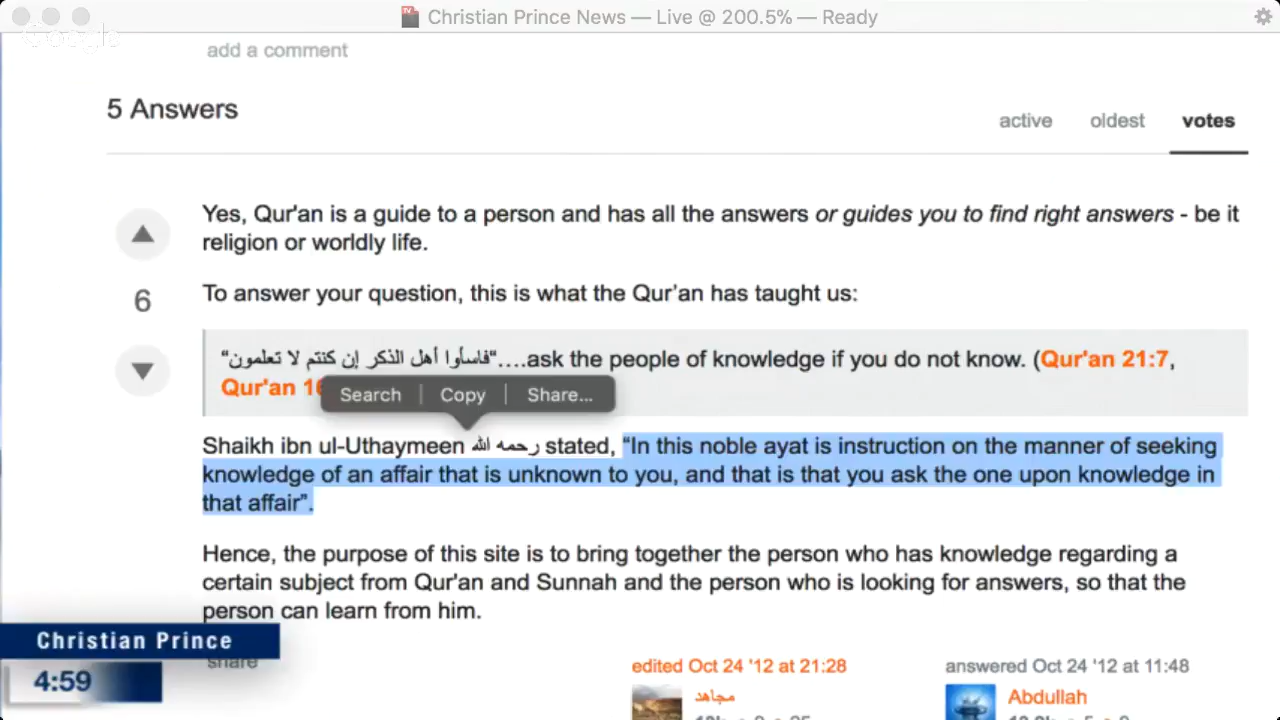 Christian Prince News — Live @ 200.5% — Ready
Google
add a comment
5 Answers
active oldest votes
Yes, Qur'an is a guide to a person and has all the answers or guides you to find right answers - be it
religion or worldly life.
6
To answer your question, this is what the Qur'an has taught us:
"فاسأوا أهل الذكر إن كنتم لا تعلمون"....ask the people of knowledge if you do not know. (Qur'an 21:7,
Qur'an 16
Search Copy Share...
Shaikh ibn ul-Uthaymeen رحمه الله stated, “In this noble ayat is instruction on the manner of seeking
knowledge of an affair that is unknown to you, and that is that you ask the one upon knowledge in
that affair”.
Hence, the purpose of this site is to bring together the person who has knowledge regarding a
certain subject from Qur'an and Sunnah and the person who is looking for answers, so that the
person can learn from him.
Christian Prince
share
4:59
edited Oct 24 '12 at 21:28 answered Oct 24 '12 at 11:48
مجاهد Abdullah